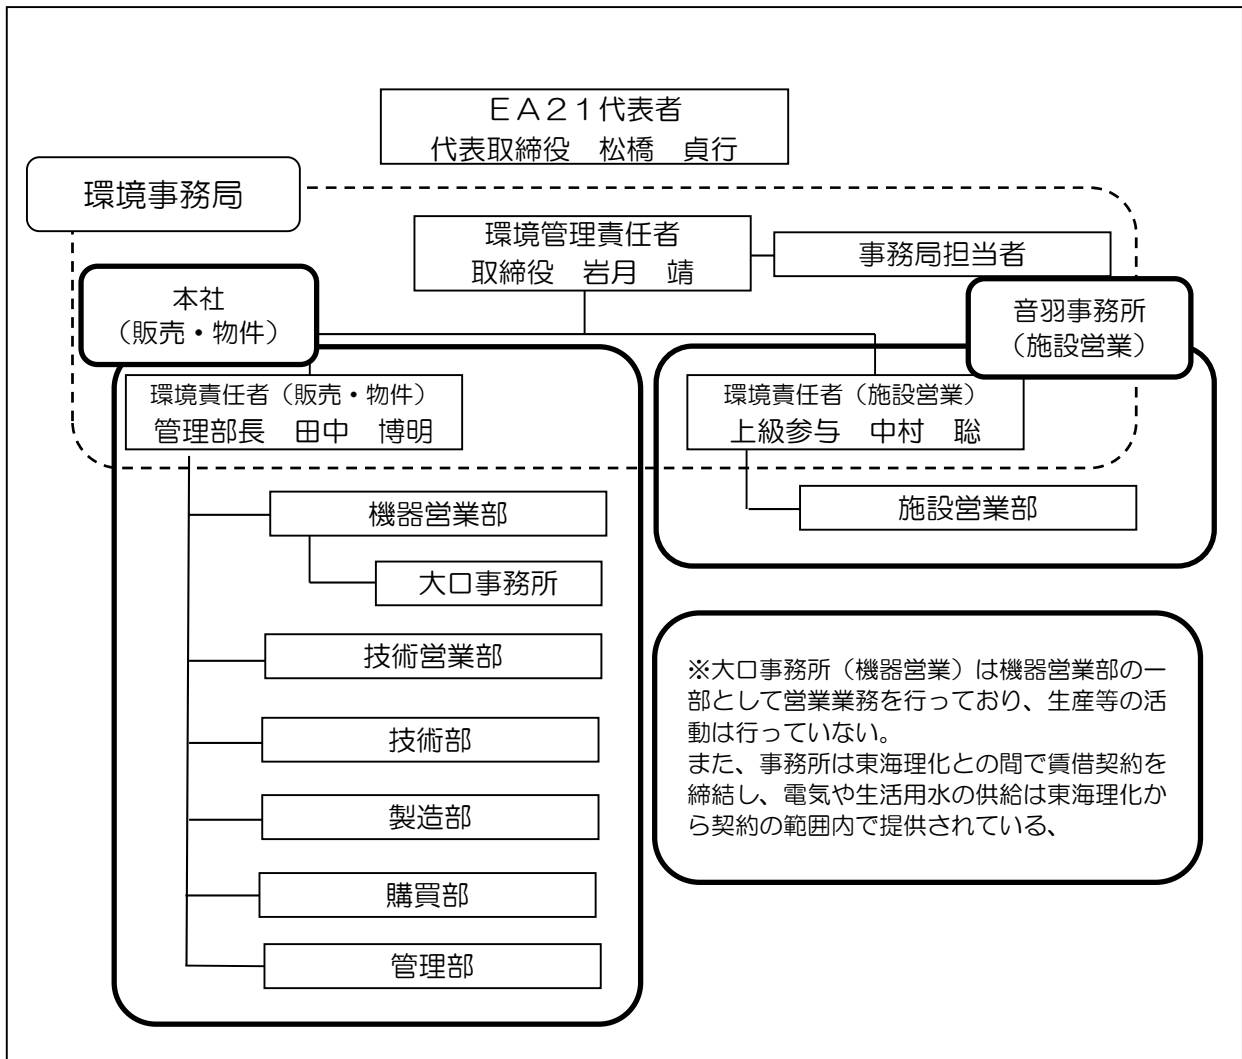 ＥＡ２１代表者
代表取締役　松橋　貞行
環境事務局
環境管理責任者
取締役　岩月　靖
事務局担当者
本社
（販売・物件）
音羽事務所
（施設営業）
環境責任者（販売・物件）
管理部長　田中　博明
環境責任者（施設営業）
上級参与　中村　聡
機器営業部
大口事務所
技術営業部
技術部
製造部
購買部
管理部
施設営業部
※大口事務所（機器営業）は機器営業部の一
部として営業業務を行っており、生産等の活
動は行っていない。
また、事務所は東海理化との間で賃借契約を
締結し、電気や生活用水の供給は東海理化か
ら契約の範囲内で提供されている、